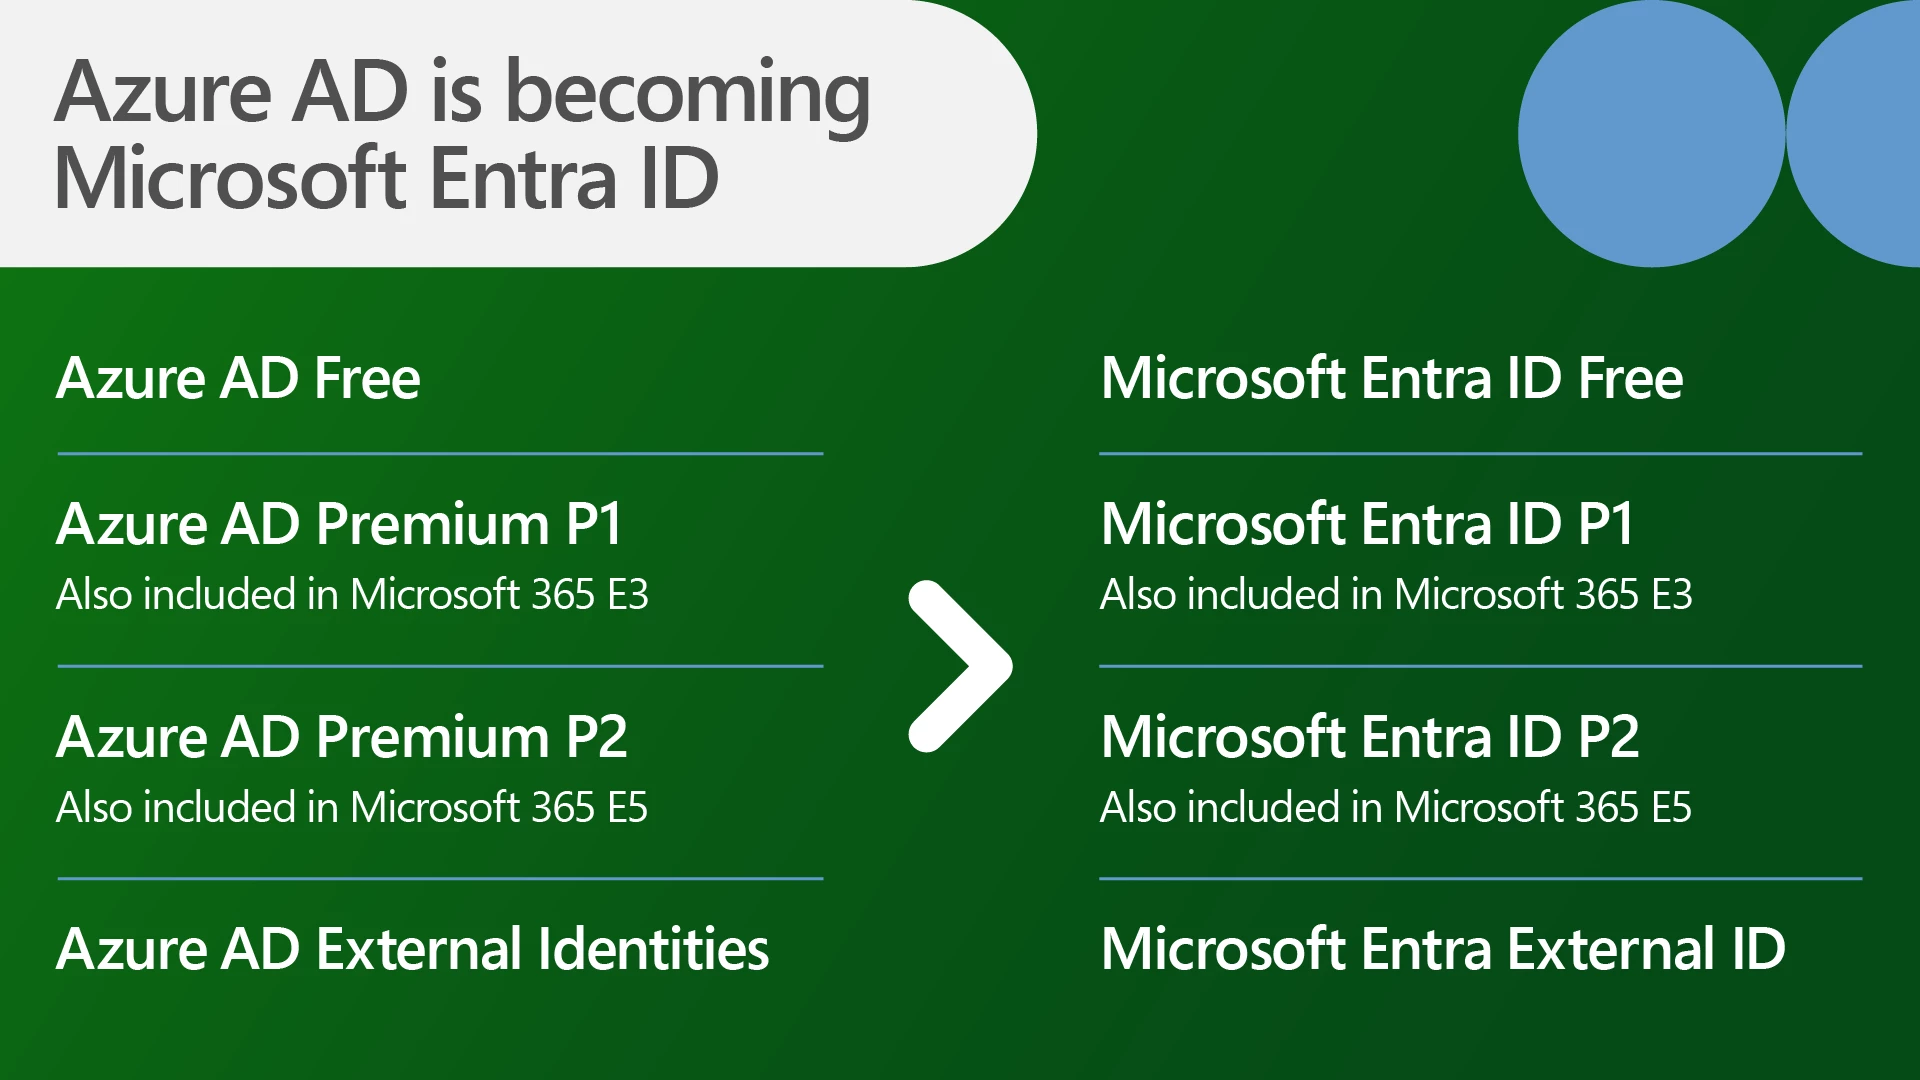 Azure AD is becoming
Microsoft Entra ID
Azure AD Free
Azure AD Premium P1
Also included in Microsoft 365 E3
Azure AD Premium P2
Also included in Microsoft 365 E5
Azure AD External Identities
Microsoft Entra ID Free
Microsoft Entra ID P1
Also included in Microsoft 365 E3
Microsoft Entra ID P2
Also included in Microsoft 365 E5
Microsoft Entra External ID